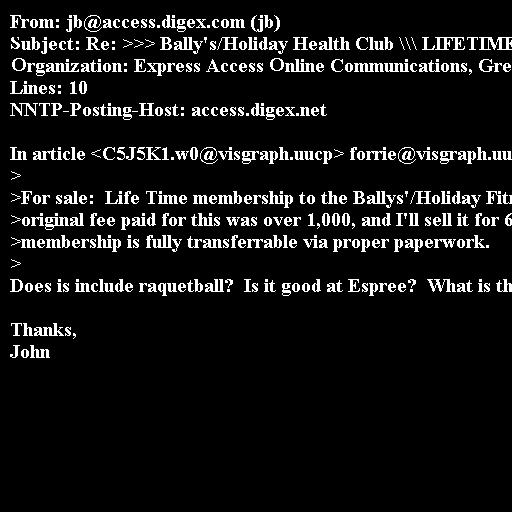 From: jb@access.digex.com (jb)
Subject: Re: >>> Bally's/Holiday Health Club \\\ LIFETIME
Organization: Express Access Online Communications, Gre
Lines: 10
NNTP-Posting-Host: access.digex.net

In article <C5J5K1.w0@visgraph.uucp> forrie@visgraph.uu
>
>For sale:  Life Time membership to the Ballys'/Holiday Fit
>original fee paid for this was over 1,000, and I'll sell it for 6
>membership is fully transferrable via proper paperwork.
>
Does is include raquetball?  Is it good at Espree?  What is th

Thanks,
John